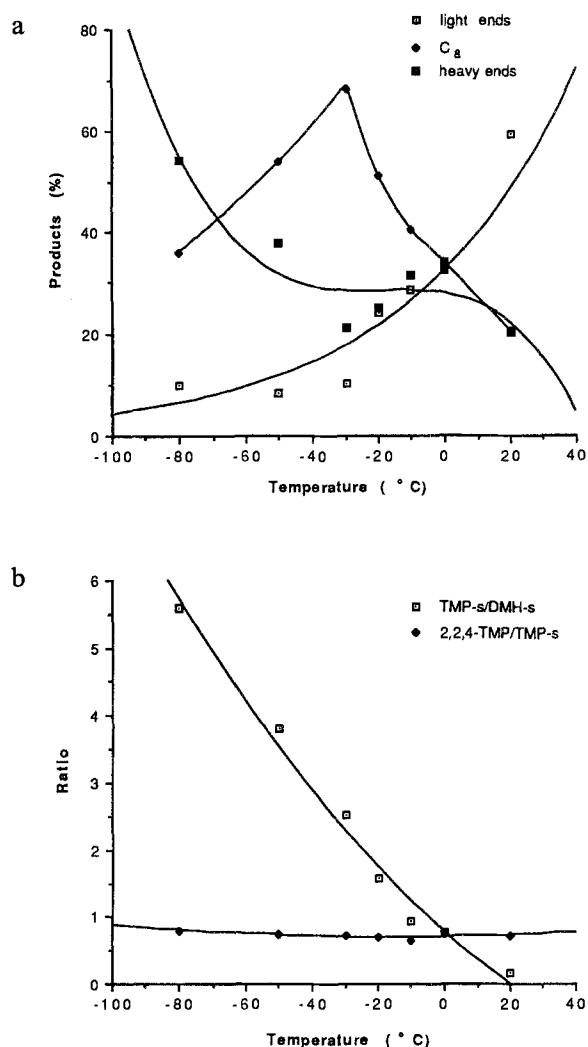 a
light ends
C8
heavy ends
80
60
40
20
0
Products (%)
-100 -80 -60 -40 -20 0 20 40
Temperature ( °C)
b
TMP-s/DMH-s
2,2,4-TMP/TMP-s
6
5
4
3
2
1
0
Ratio
-100 -80 -60 -40 -20 0 20 40
Temperature ( °C)